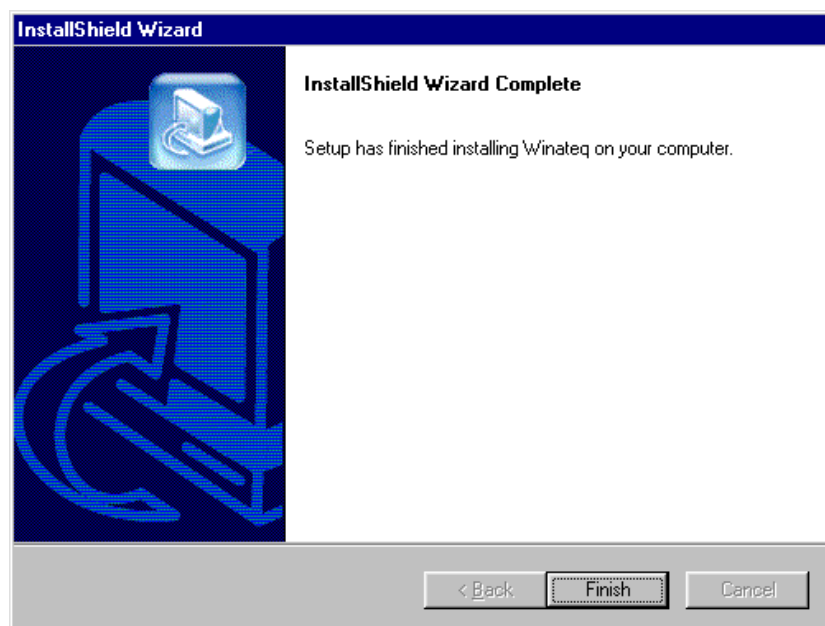 InstallShield Wizard
InstallShield Wizard Complete
Setup has finished installing Winateq on your computer.
< Back
Finish
Cancel